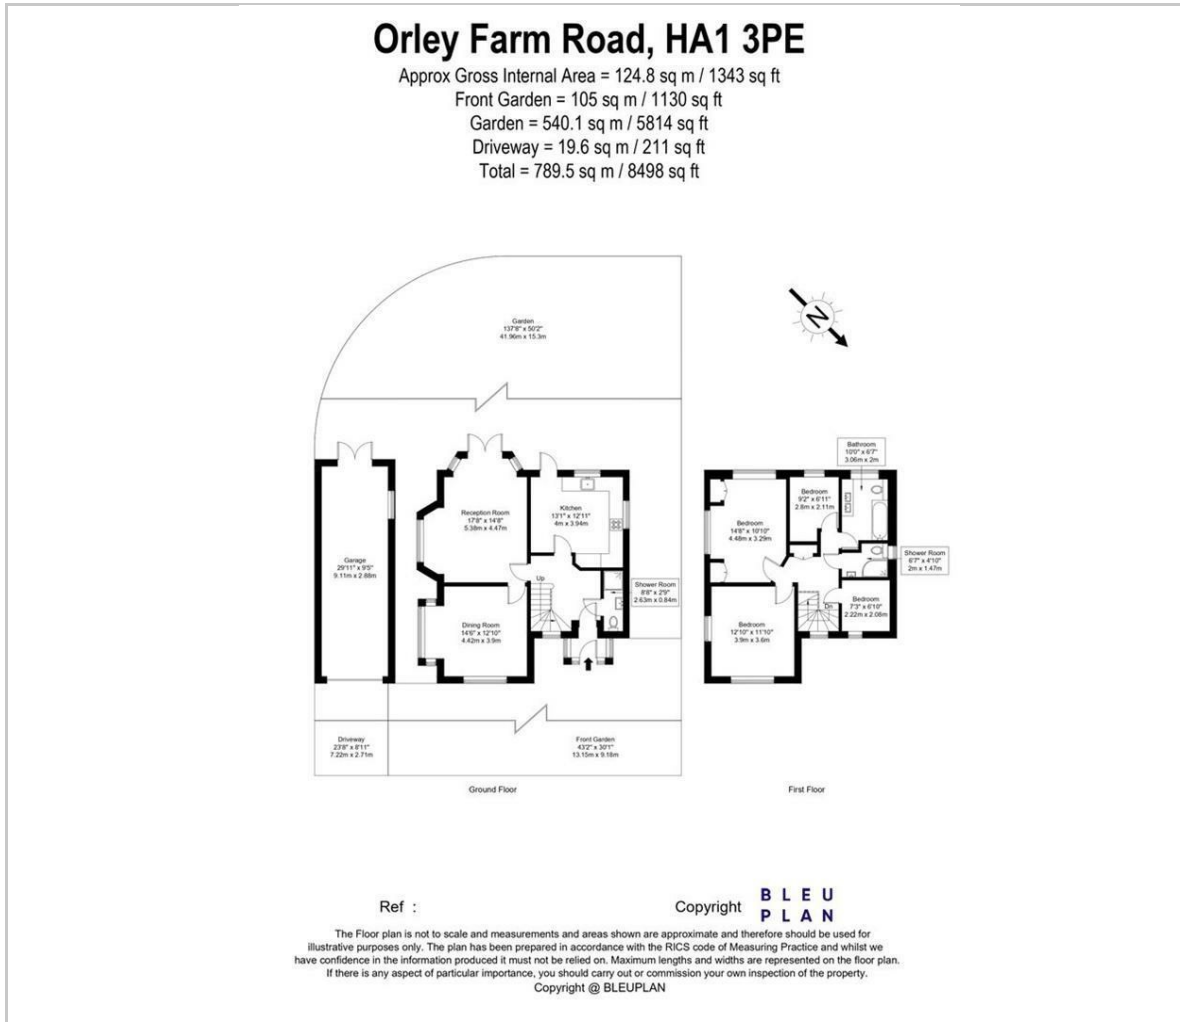 Orley Farm Road, HA1 3PE
Approx Gross Internal Area = 124.8 sq m / 1343 sq ft
Front Garden = 105 sq m / 1130 sq ft
Garden = 540.1 sq m / 5814 sq ft
Driveway = 19.6 sq m / 211 sq ft
Total = 789.5 sq m / 8498 sq ft
Garden
137'8" x 50'2"
41.96m x 15.3m
N
Reception Room
17'8" x 14'8"
5.38m x 4.47m
Kitchen
13'1" x 12'11"
4m x 3.94m
Garage
29'11" x 9'5"
9.11m x 2.88m
Up
Shower Room
8'8" x 2'9"
2.63m x 0.84m
Dining Room
14'6" x 12'10"
4.42m x 3.9m
Driveway
23'8" x 8'11"
7.22m x 2.71m
Front Garden
43'2" x 30'1"
13.15m x 9.18m
Ground Floor
Bathroom
10'0" x 6'7"
3.06m x 2m
Bedroom
9'2" x 6'11"
2.8m x 2.11m
Bedroom
14'8" x 10'10"
4.48m x 3.29m
Shower Room
6'7" x 4'10"
2m x 1.47m
Bedroom
7'3" x 6'10"
2.22m x 2.08m
Dn
Bedroom
12'10" x 11'10"
3.9m x 3.6m
First Floor
Ref :
Copyright
BLEU
PLAN
The Floor plan is not to scale and measurements and areas shown are approximate and therefore should be used for
illustrative purposes only. The plan has been prepared in accordance with the RICS code of Measuring Practice and whilst we
have confidence in the information produced it must not be relied on. Maximum lengths and widths are represented on the floor plan.
If there is any aspect of particular importance, you should carry out or commission your own inspection of the property.
Copyright @ BLEUPLAN